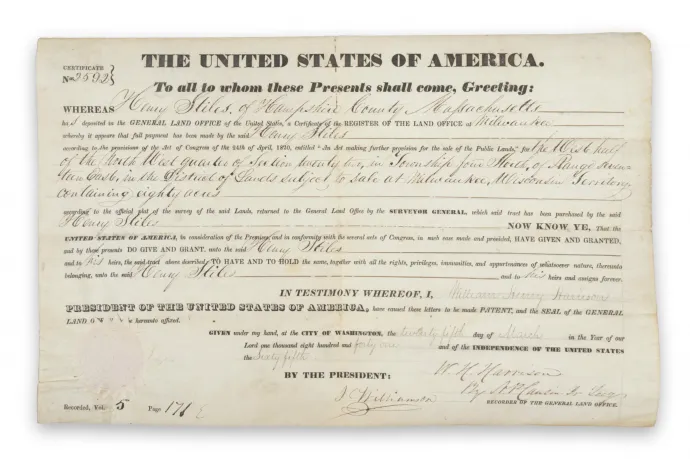 THE UNITED STATES OF AMERICA.
CERTIFICATE
No. 2592
To all to whom these Presents shall come, Greeting:
WHEREAS Henry Stiles, of Hampshire County, Massachusetts
has deposited in the GENERAL LAND OFFICE of the United States, a Certificate of the REGISTER OF THE LAND OFFICE at Milwaukee
whereby it appears that full payment has been made by the said Henry Stiles
according to the provisions of the Act of Congress of the 24th of April, 1820, entitled "An Act making further provision for the sale of the Public Lands," for the West half
of the North West quarter of Section twenty two, in Township four North, of Range
East, in the District of Lands subject to sale at Milwaukee, Wisconsin Territory,
containing eighty acres
according to the official plat of the survey of the said Lands, returned to the General Land Office by the SURVEYOR GENERAL, which said tract has been purchased by the said
Henry Stiles NOW KNOW YE, That the
UNITED STATES OF AMERICA, in consideration of the Premises, and in conformity with the several acts of Congress, in such case made and provided, HAVE GIVEN AND GRANTED,
and by these presents DO GIVE AND GRANT, unto the said Henry Stiles
and to his heirs, the said tract above described: TO HAVE AND TO HOLD the same, together with all the rights, privileges, immunities, and appurtenances of whatsoever nature, thereunto
belonging, unto the said Henry Stiles and to his heirs and assigns forever.
IN TESTIMONY WHEREOF, I, William Henry Harrison
PRESIDENT OF THE UNITED STATES OF AMERICA, have caused these letters to be made PATENT, and the SEAL of the GENERAL
LAND OFFICE to be hereunto affixed.
GIVEN under my hand, at the CITY OF WASHINGTON, the twenty fifth day of March in the Year of our
Lord one thousand eight hundred and forty one and of the INDEPENDENCE OF THE UNITED STATES
the sixty fifth
BY THE PRESIDENT: W. H. Harrison
RECORDER OF THE GENERAL LAND OFFICE.
Recorded, Vol. 5 Page 171